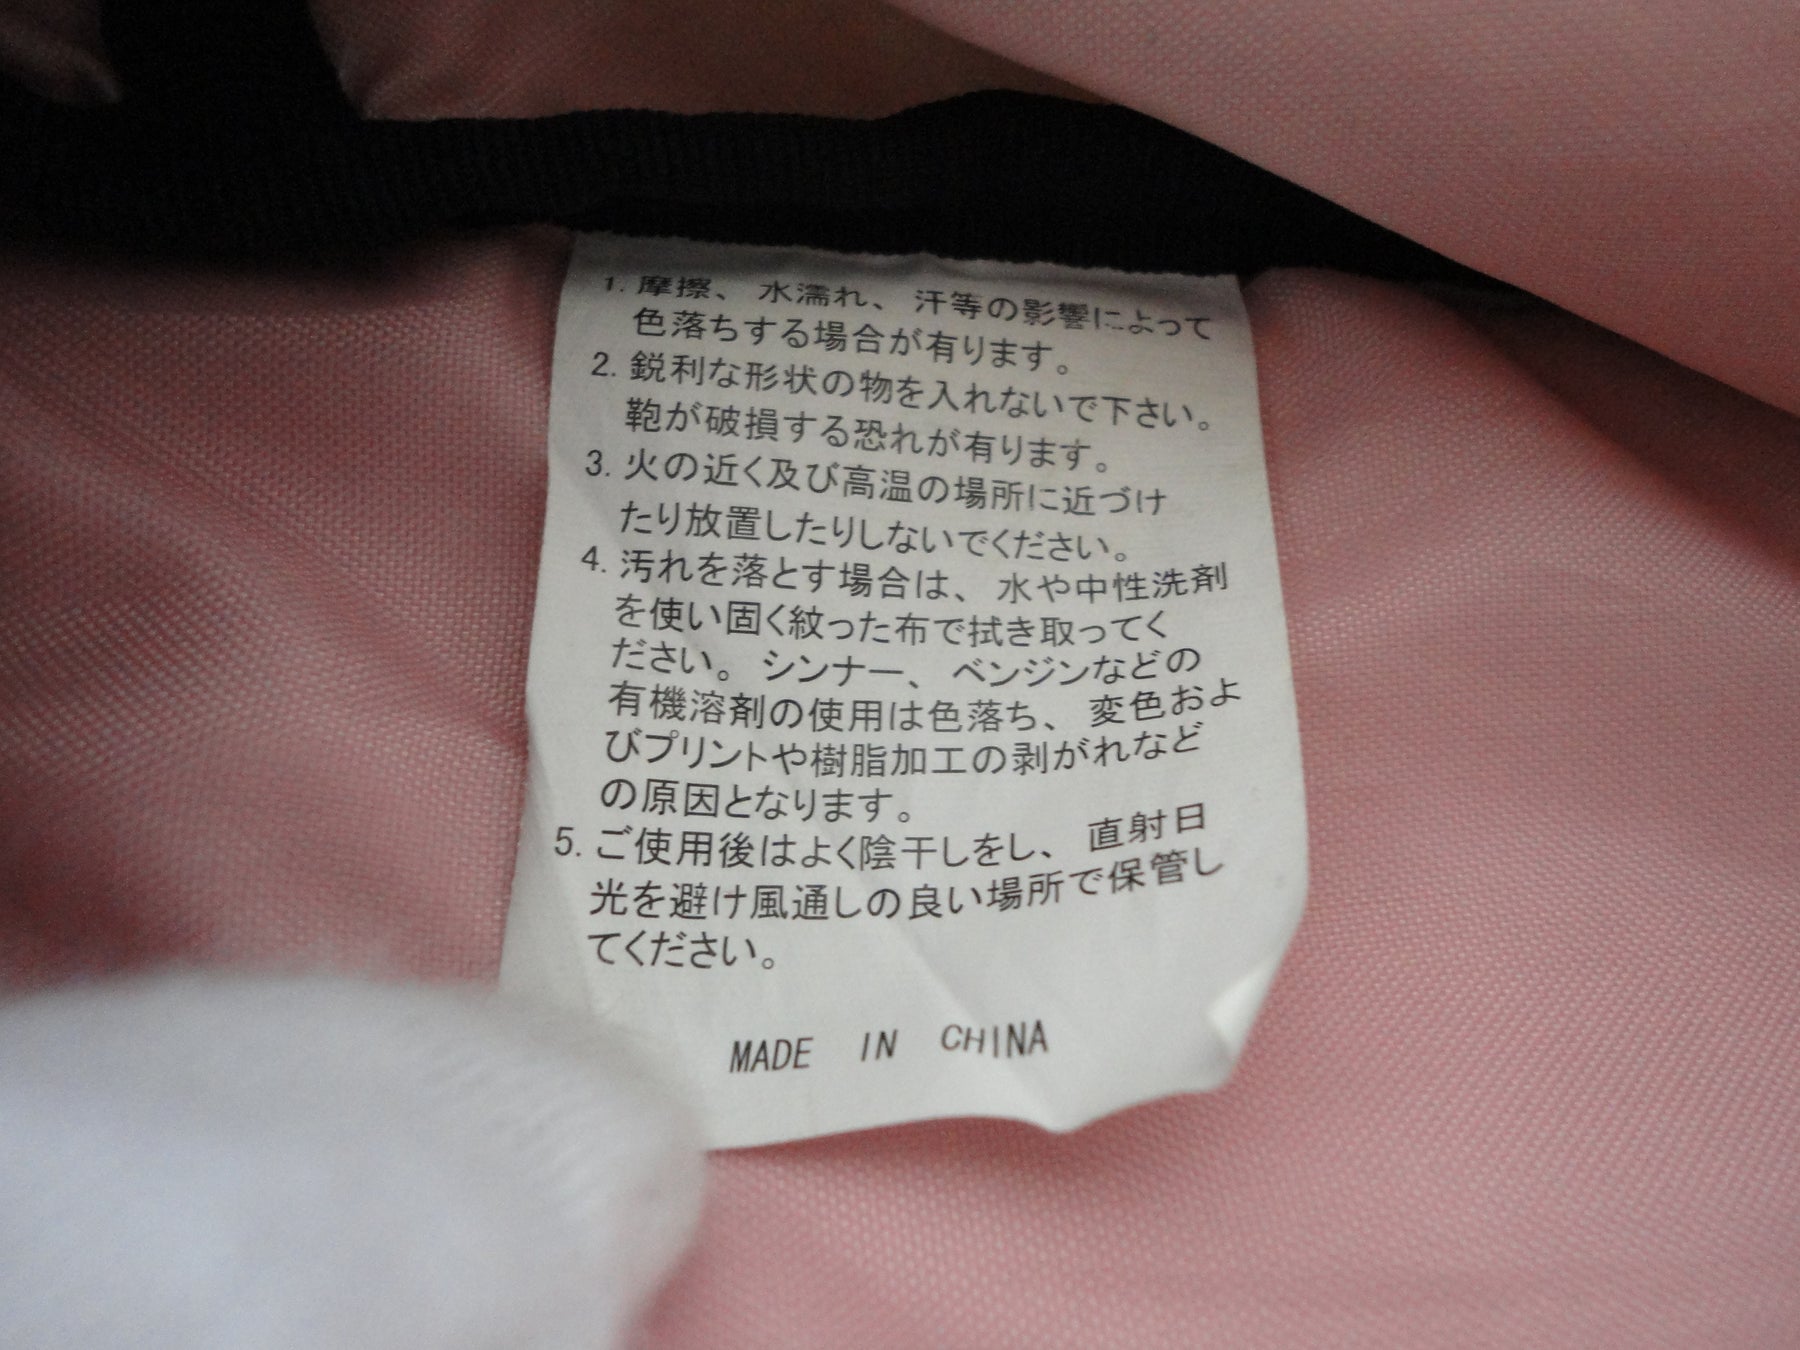 1. 摩擦、水濡れ、汗等の影響によって
色落ちする場合が有ります。
2. 鋭利な形状の物を入れないで下さい。
鞄が破損する恐れが有ります。
3. 火の近く及び高温の場所に近づけ
たり放置したりしないでください。
4. 汚れを落とす場合は、水や中性洗剤
を使い固く紋った布で拭き取ってく
ださい。シンナー、ベンジンなどの
有機溶剤の使用は色落ち、変色およ
びプリントや樹脂加工の剥がれなど
の原因となります。
5. ご使用後はよく陰干しをし、直射日
光を避け風通しの良い場所で保管し
てください。
MADE IN CHINA